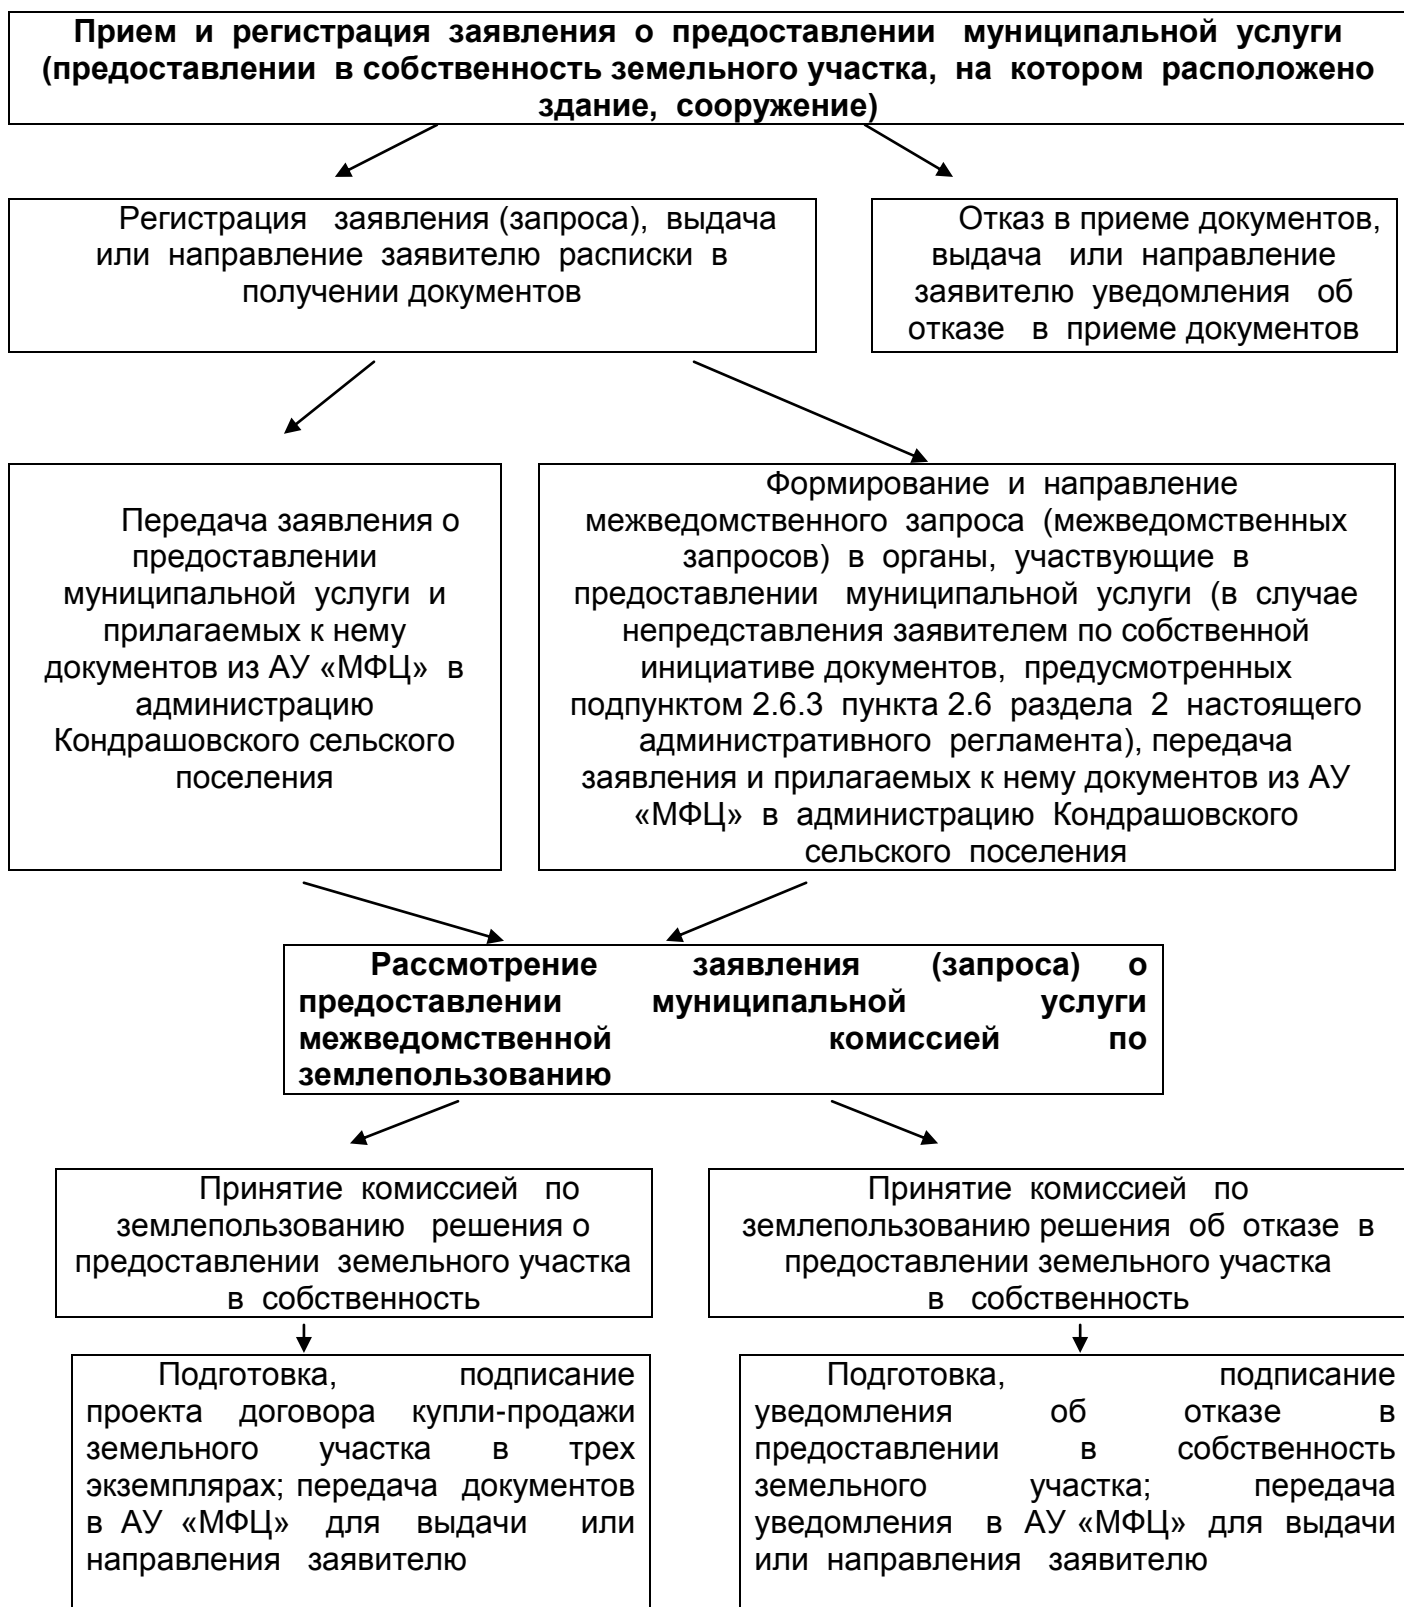 Прием и регистрация заявления о предоставлении муниципальной услуги
(предоставлении в собственность земельного участка, на котором расположено
здание, сооружение)
Регистрация заявления (запроса), выдача
или направление заявителю расписки в
получении документов
Отказ в приеме документов,
выдача или направление
заявителю уведомления об
отказе в приеме документов
Передача заявления о
предоставлении
муниципальной услуги и
прилагаемых к нему
документов из АУ «МФЦ» в
администрацию
Кондрашовского сельского
поселения
Формирование и направление
межведомственного запроса (межведомственных
запросов) в органы, участвующие в
предоставлении муниципальной услуги (в случае
непредставления заявителем по собственной
инициативе документов, предусмотренных
подпунктом 2.6.3 пункта 2.6 раздела 2 настоящего
административного регламента), передача
заявления и прилагаемых к нему документов из АУ
«МФЦ» в администрацию Кондрашовского
сельского поселения
Рассмотрение заявления (запроса) о
предоставлении муниципальной услуги
межведомственной комиссией по
землепользованию
Принятие комиссией по
землепользованию решения о
предоставлении земельного участка
в собственность
Принятие комиссией по
землепользованию решения об отказе в
предоставлении земельного участка
в собственность
Подготовка, подписание
проекта договора купли-продажи
земельного участка в трех
экземплярах; передача документов
в АУ «МФЦ» для выдачи или
направления заявителю
Подготовка, подписание
уведомления об отказе в
предоставлении в собственность
земельного участка; передача
уведомления в АУ «МФЦ» для выдачи
или направления заявителю